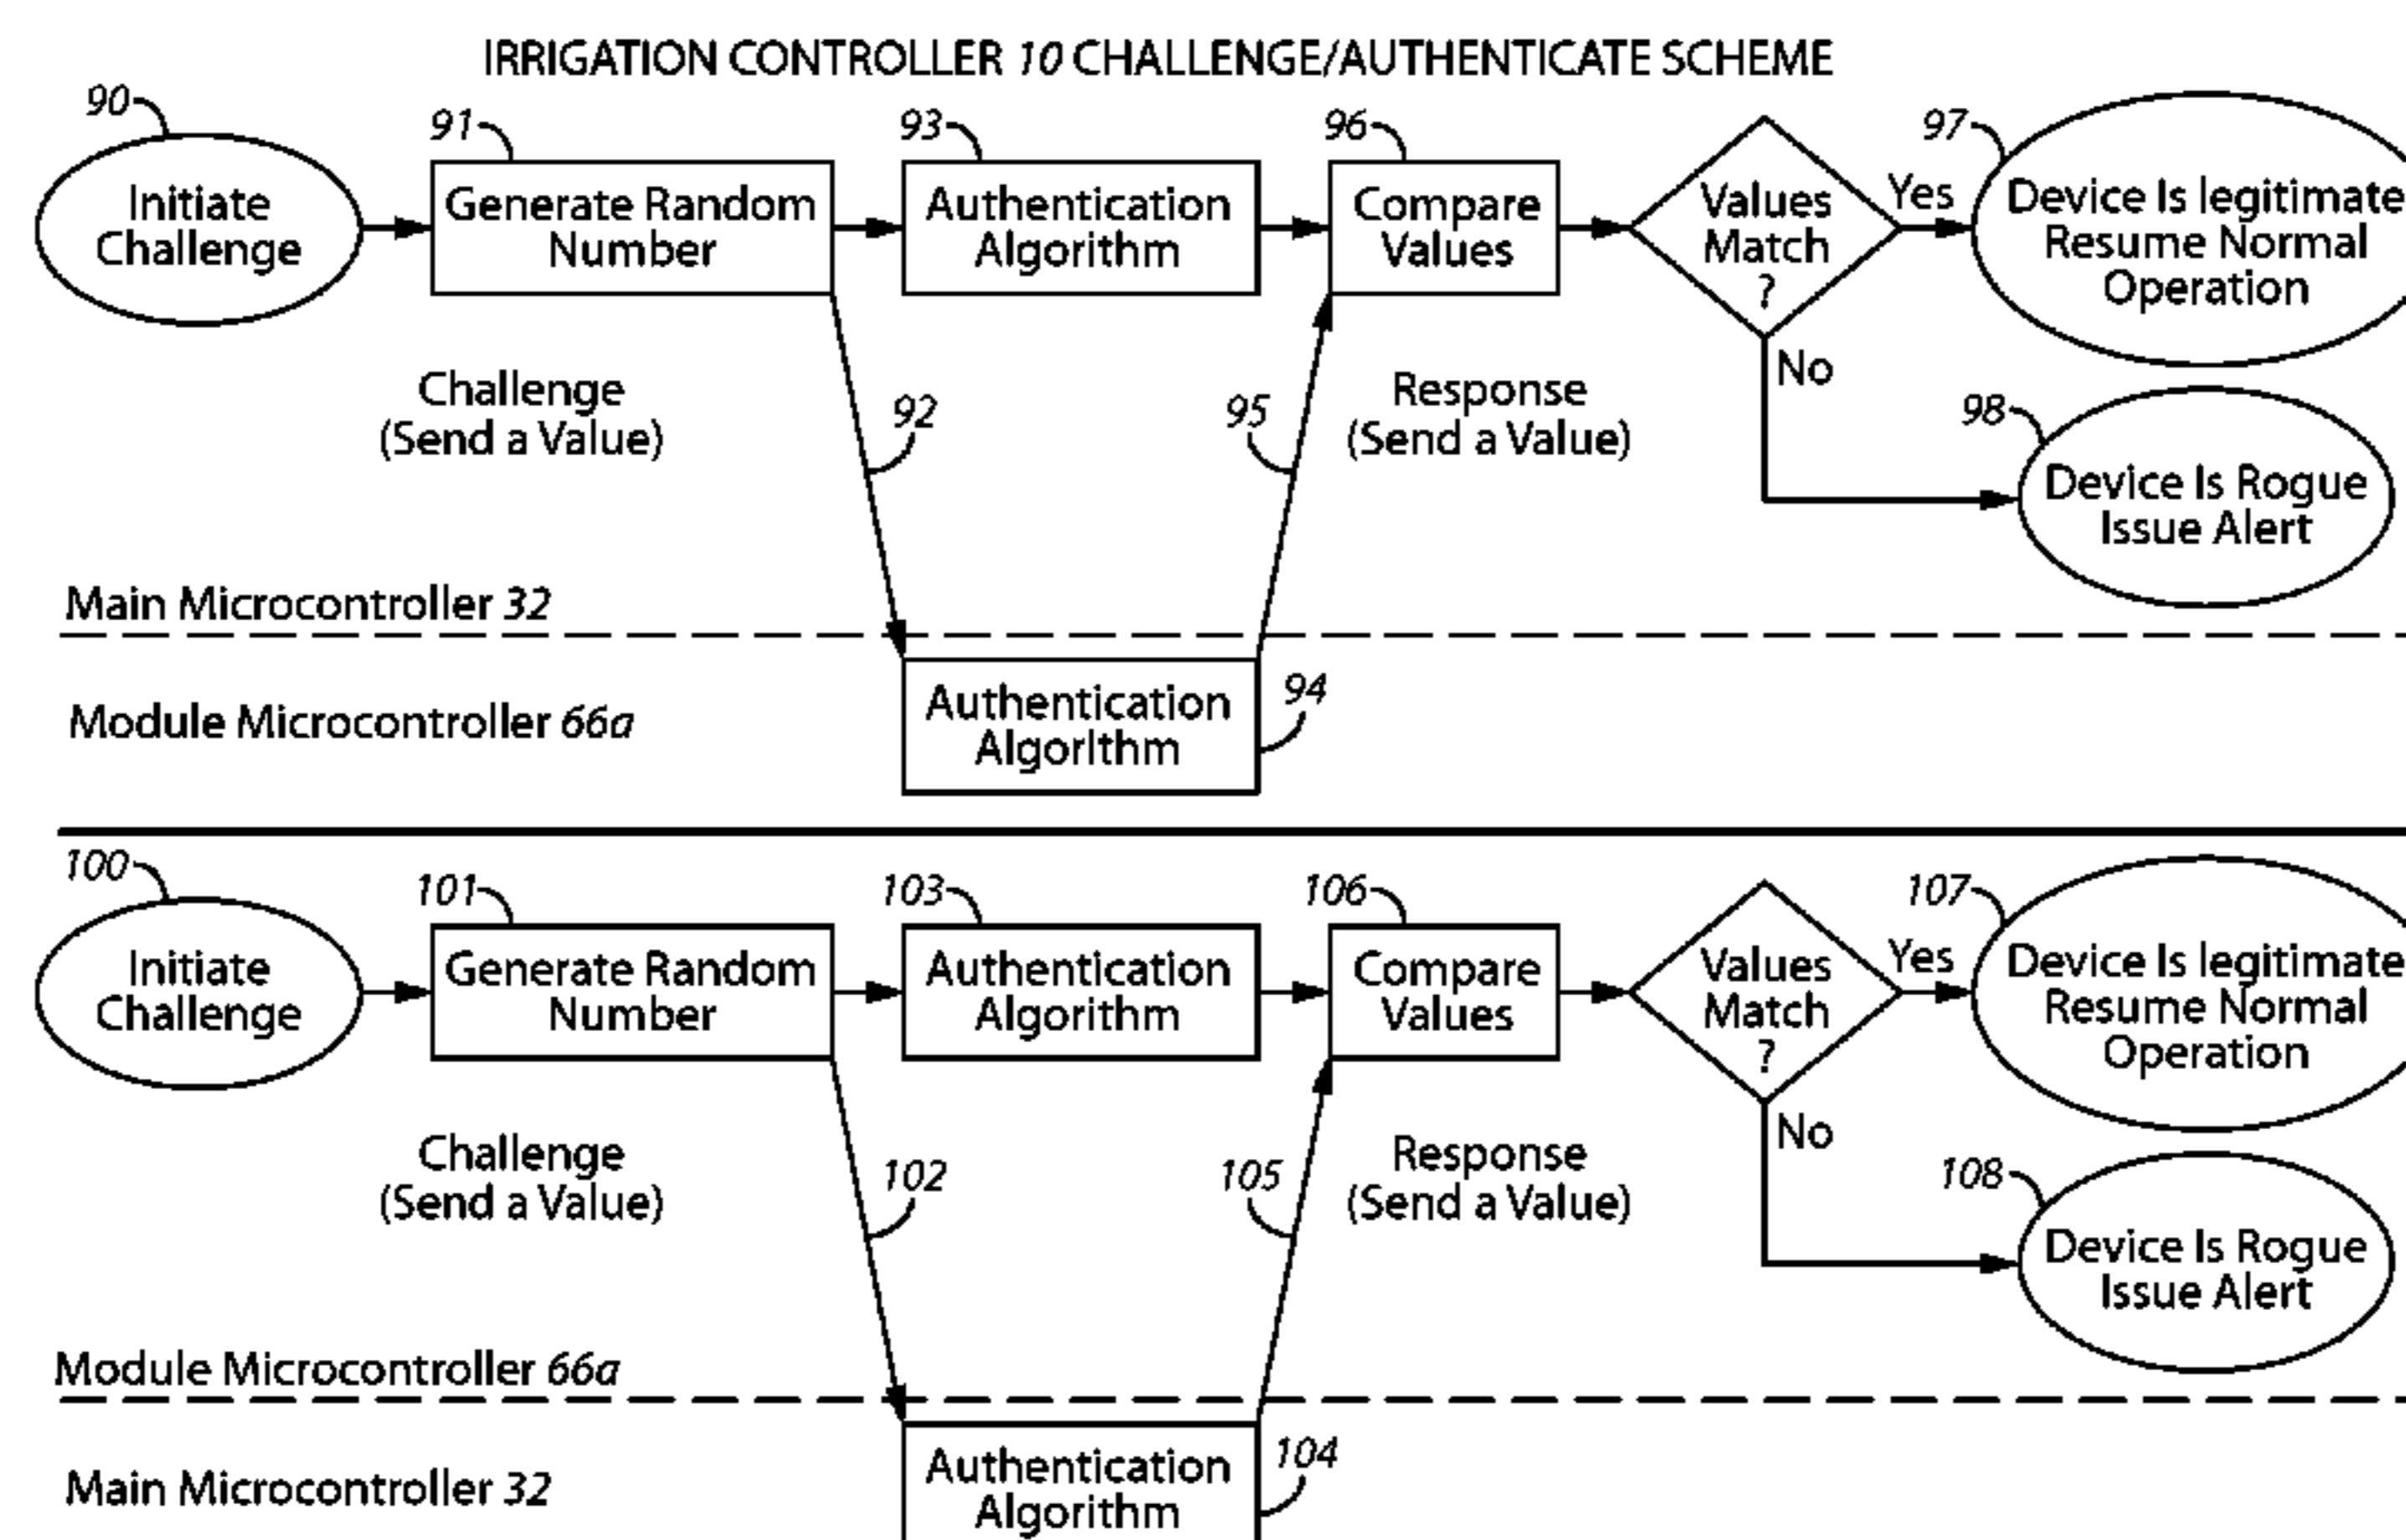 IRRIGATION CONTROLLER 10 CHALLENGE/AUTHENTICATE SCHEME
90
Initiate
Challenge
91
Generate Random
Number
93
Authentication
Algorithm
96
Compare
Values
Values
Match
?
Yes
97
Device Is legitimate
Resume Normal
Operation
No
98
Device Is Rogue
Issue Alert
Challenge
(Send a Value)
92
95
Response
(Send a Value)
Main Microcontroller 32
Module Microcontroller 66a
Authentication
Algorithm
94
100
Initiate
Challenge
101
Generate Random
Number
103
Authentication
Algorithm
106
Compare
Values
Values
Match
?
Yes
107
Device Is legitimate
Resume Normal
Operation
No
108
Device Is Rogue
Issue Alert
Challenge
(Send a Value)
102
105
Response
(Send a Value)
Module Microcontroller 66a
Main Microcontroller 32
Authentication
Algorithm
104